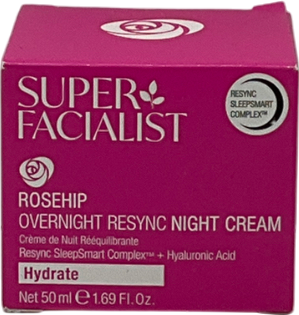 SUPER
FACIALIST
RESYNC
SLEEPSMART
COMPLEX™
ROSEHIP
OVERNIGHT RESYNC NIGHT CREAM
Crème de Nuit Rééquilibrante
Resync SleepSmart Complex™ + Hyaluronic Acid
Hydrate
Net 50 ml ℮ 1.69 Fl. Oz.